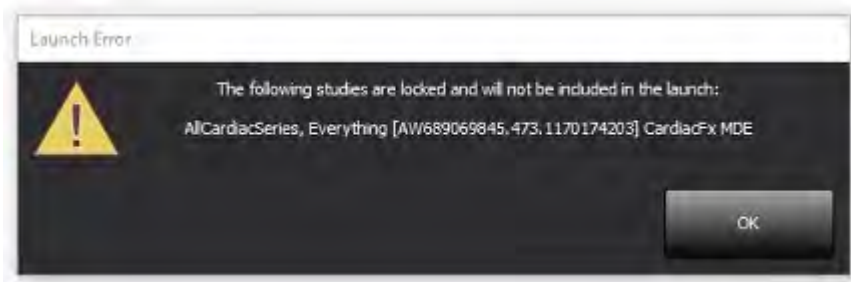 Launch Error
The following studies are locked and will not be included in the launch:
AllCardiacSeries, Everything [AW689069845.473.1170174203] CardiacFx MDE
OK